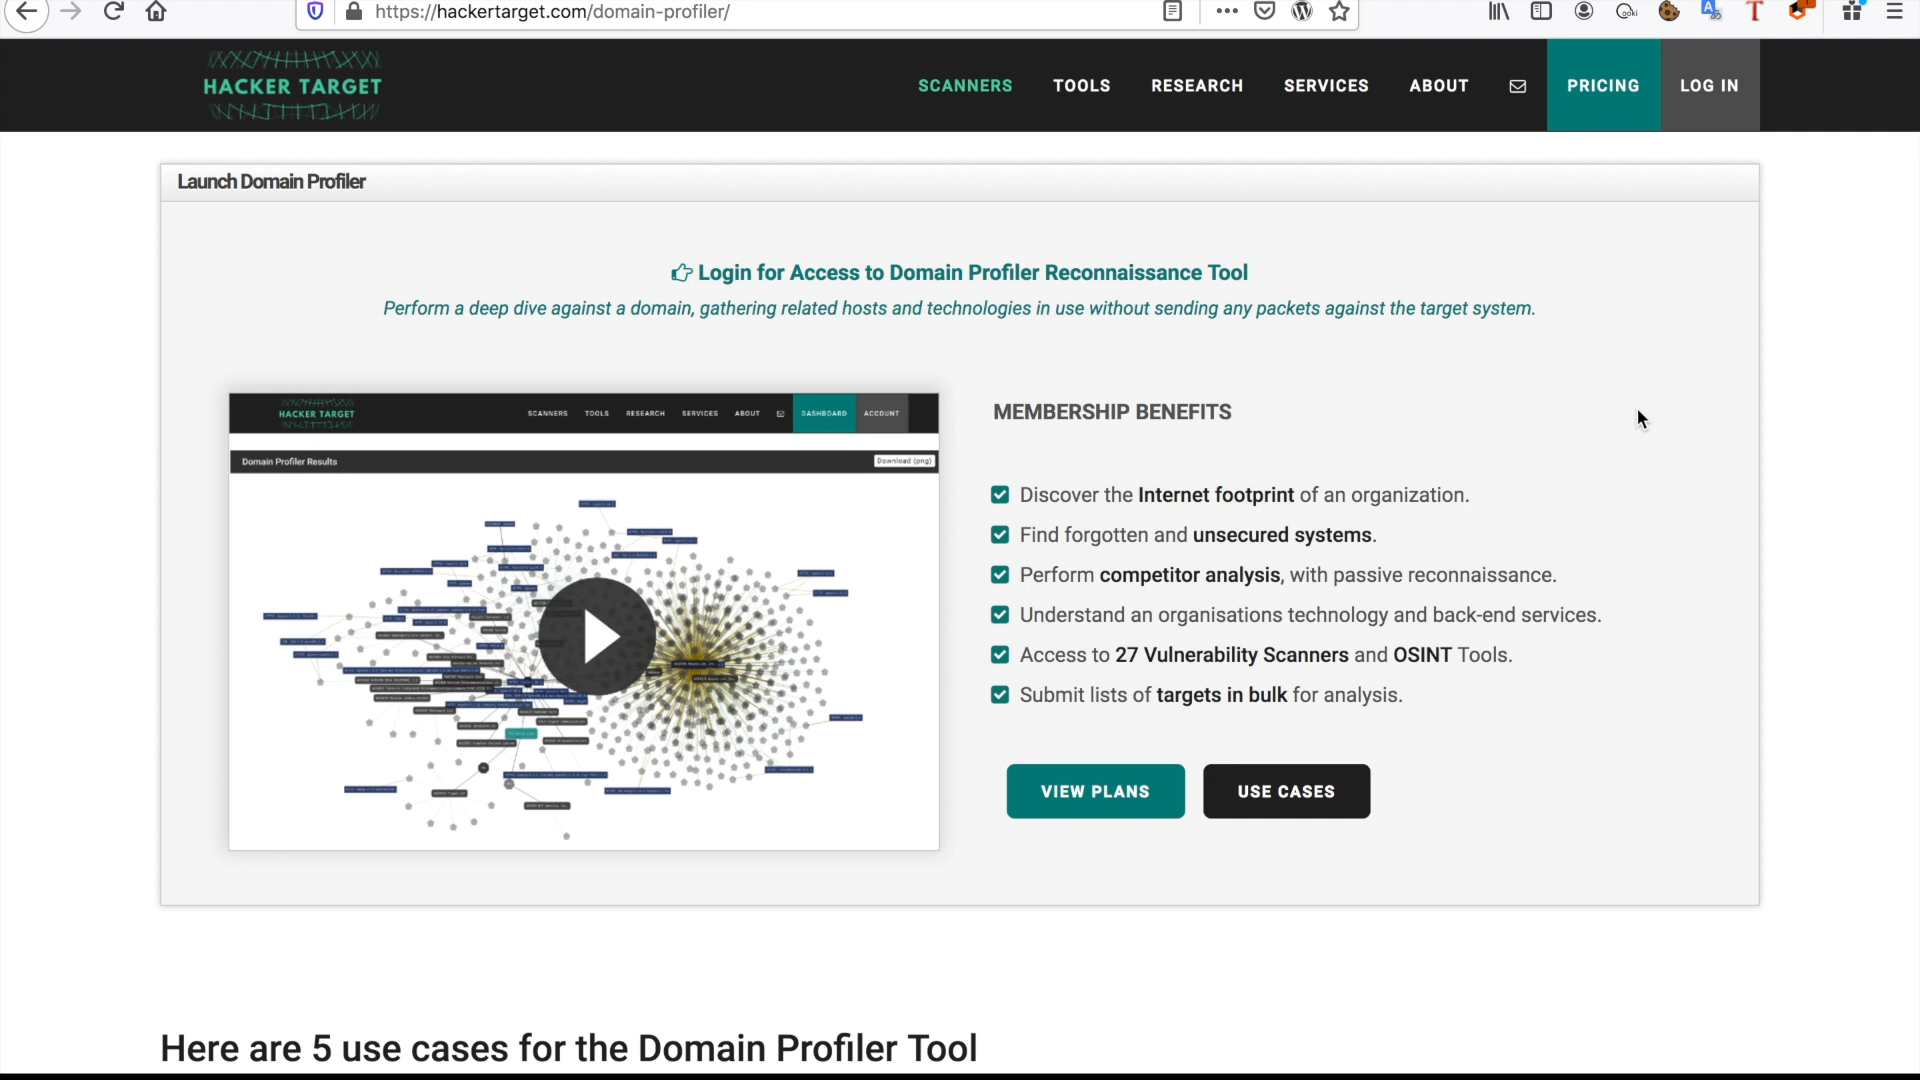 https://hackertarget.com/domain-profiler/
HACKER TARGET
SCANNERS
TOOLS
RESEARCH
SERVICES
ABOUT
PRICING
LOG IN
Launch Domain Profiler
Login for Access to Domain Profiler Reconnaissance Tool
Perform a deep dive against a domain, gathering related hosts and technologies in use without sending any packets against the target system.
HACKER TARGET
SCANNERS
TOOLS
RESEARCH
SERVICES
ABOUT
DASHBOARD
ACCOUNT
Domain Profiler Results
Download (png)
MEMBERSHIP BENEFITS
Discover the Internet footprint of an organization.
Find forgotten and unsecured systems.
Perform competitor analysis, with passive reconnaissance.
Understand an organisations technology and back-end services.
Access to 27 Vulnerability Scanners and OSINT Tools.
Submit lists of targets in bulk for analysis.
VIEW PLANS
USE CASES
Here are 5 use cases for the Domain Profiler Tool